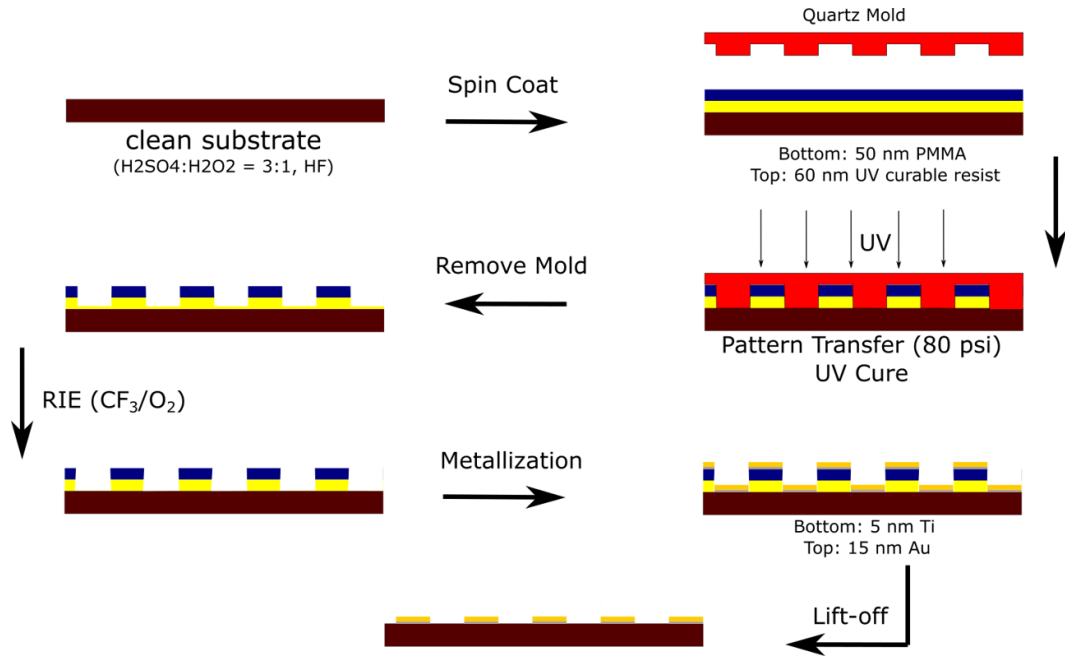 Quartz Mold
Spin Coat
clean substrate
(H2SO4:H2O2 = 3:1, HF)
Bottom: 50 nm PMMA
Top: 60 nm UV curable resist
UV
Remove Mold
Pattern Transfer (80 psi)
UV Cure
RIE (CF₃/O₂)
Metallization
Bottom: 5 nm Ti
Top: 15 nm Au
Lift-off